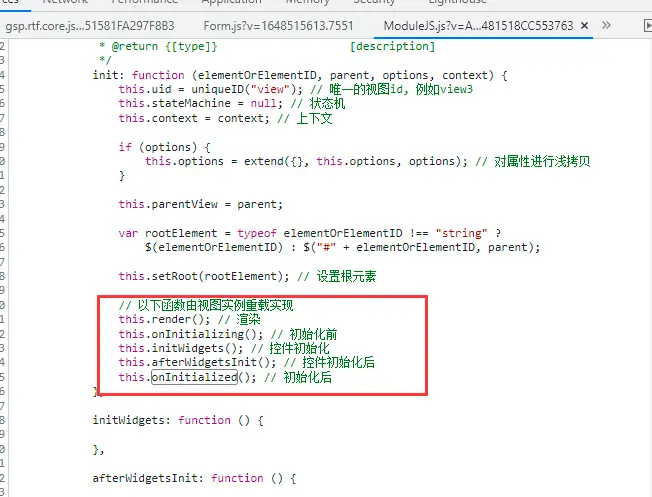 gsp.rtf.core.js...51581FA297F8B3 Form.js?v=1648515613.7551 ModuleJS.js?v=A...481518CC553763 × »
* @return {[type]} [description]
*/
init: function (elementOrElementID, parent, options, context) {
this.uid = uniqueID("view"); // 唯一的视图id, 例如view3
this.stateMachine = null; // 状态机
this.context = context; // 上下文
if (options) {
this.options = extend({}, this.options, options); // 对属性进行浅拷贝
}
this.parentView = parent;
var rootElement = typeof elementOrElementID !== "string" ?
$(elementOrElementID) : $("#" + elementOrElementID, parent);
this.setRoot(rootElement); // 设置根元素
// 以下函数由视图实例重载实现
this.render(); // 渲染
this.onInitializing(); // 初始化前
this.initWidgets(); // 控件初始化
this.afterWidgetsInit(); // 控件初始化后
this.onInitialized(); // 初始化后
initWidgets: function () {
},
afterWidgetsInit: function () {